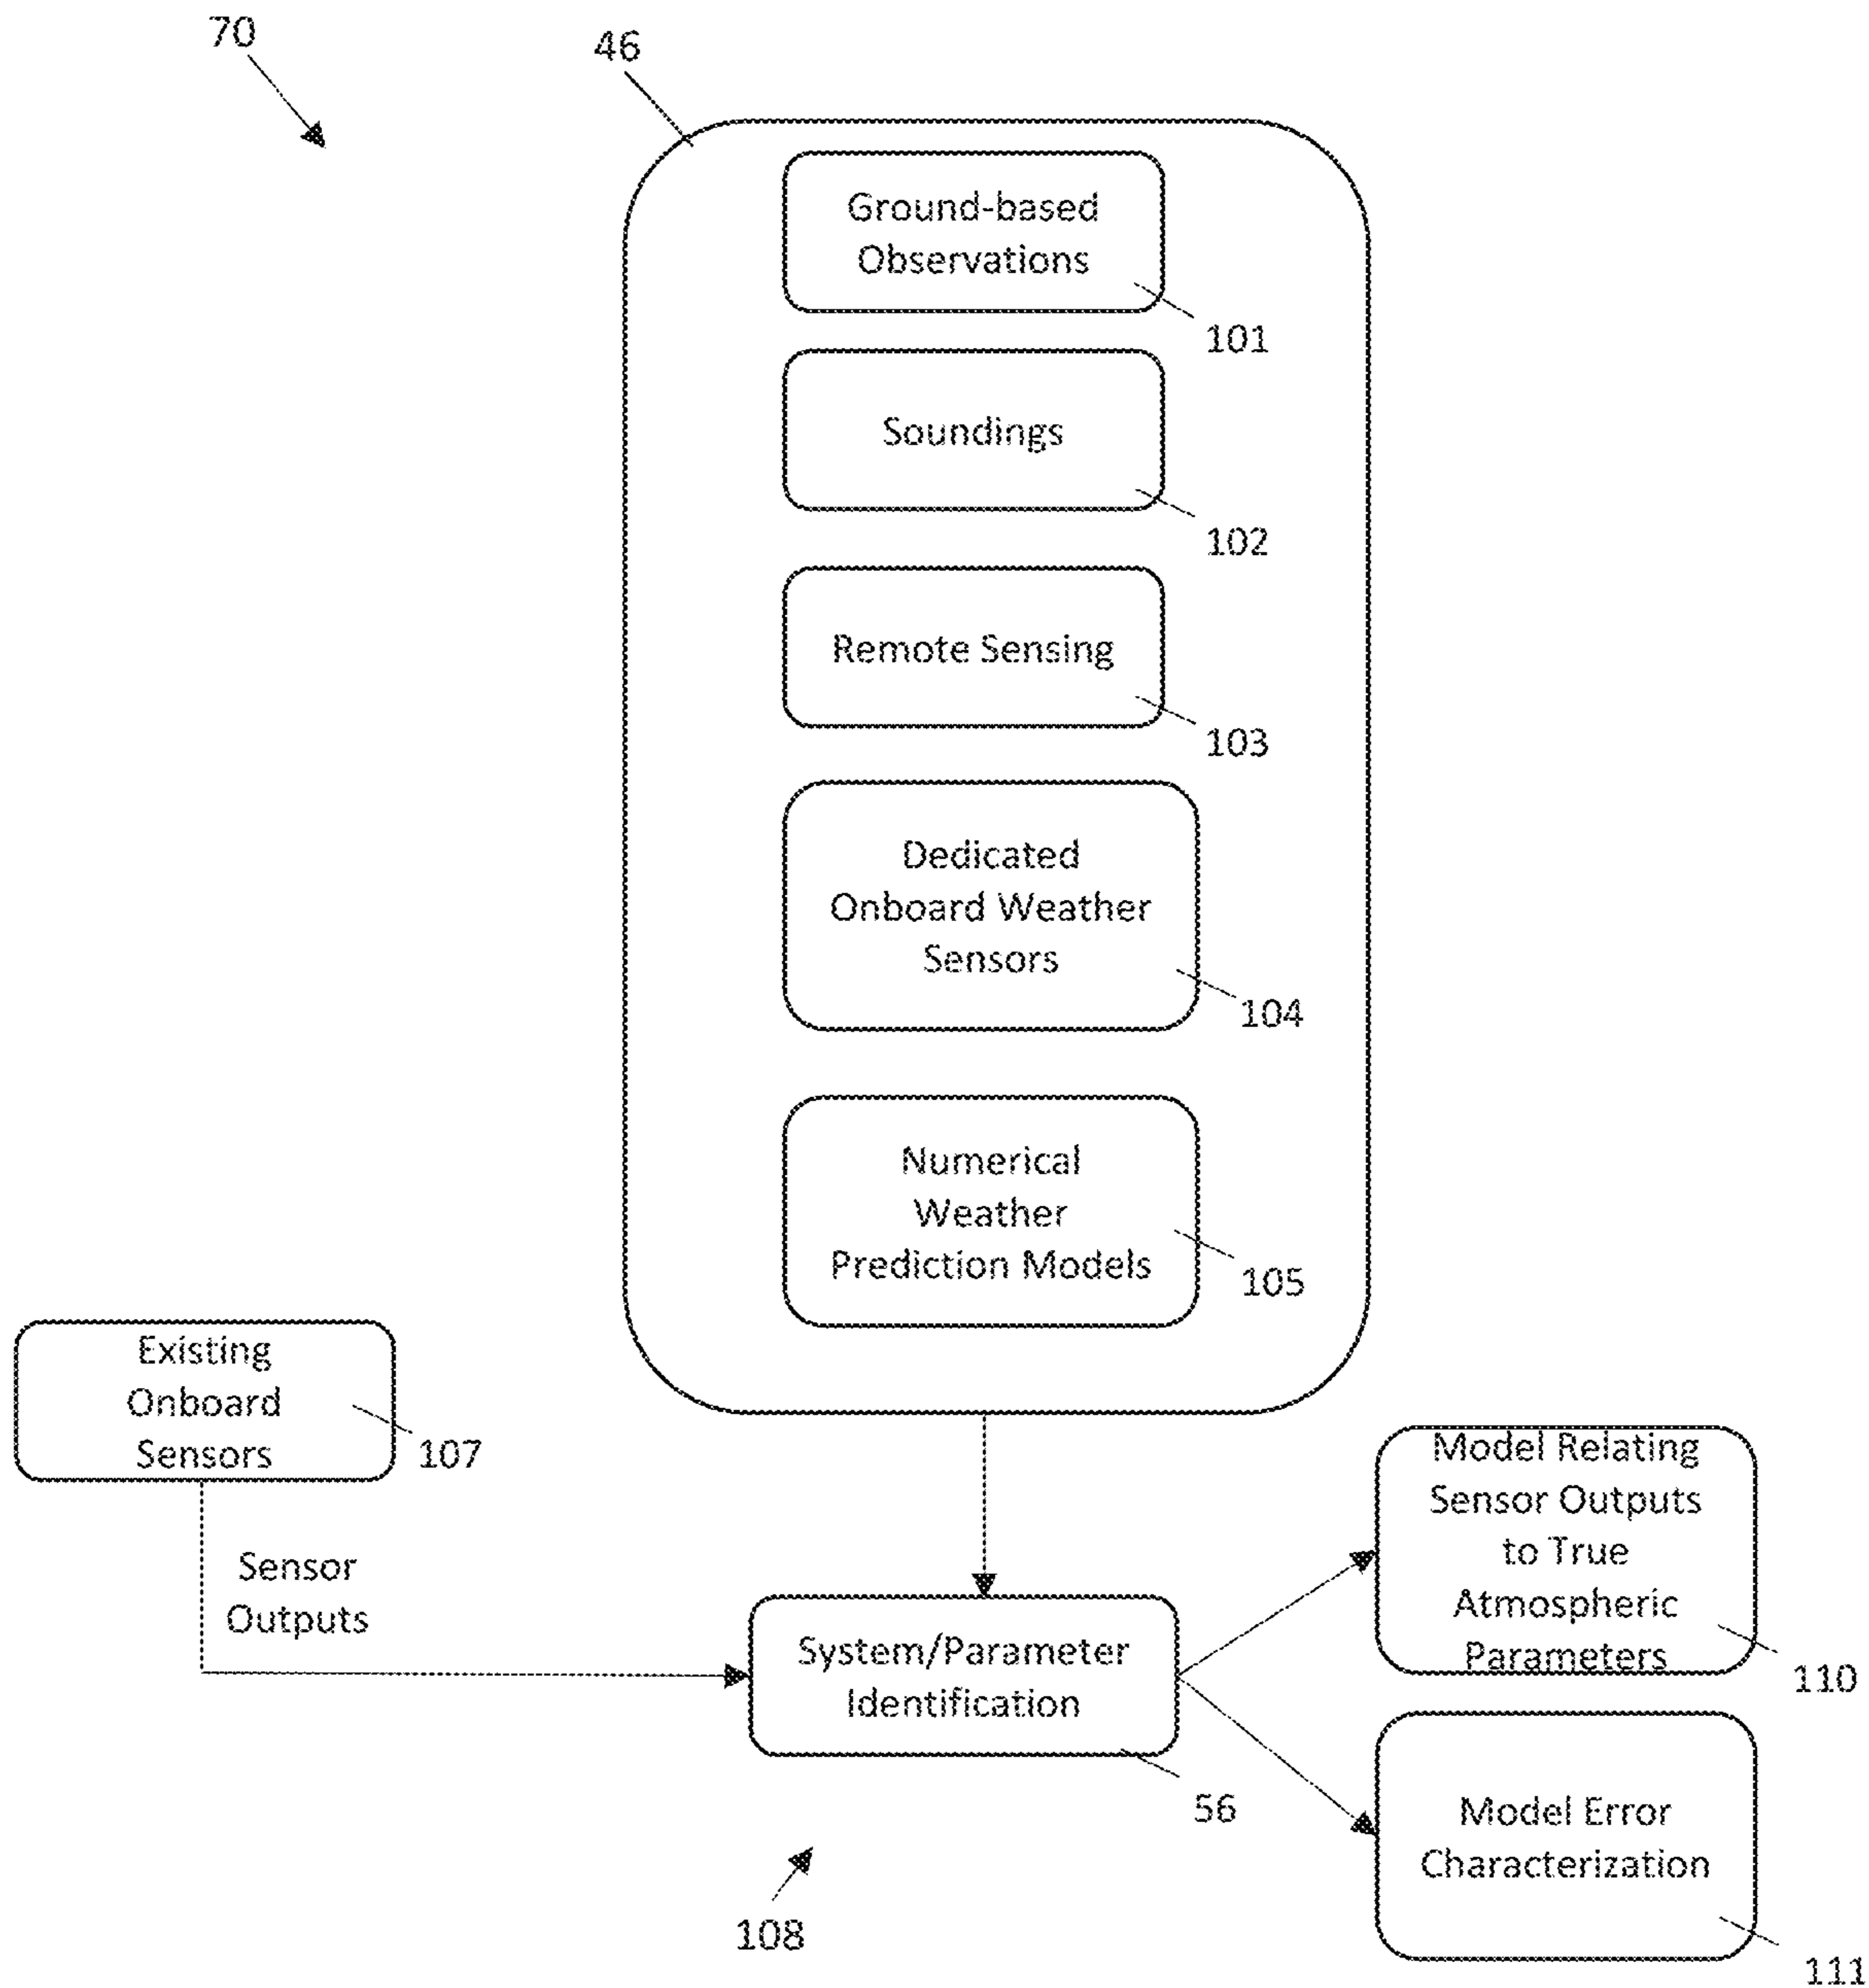 70
46
Ground-based
Observations
101
Soundings
102
Remote Sensing
103
Dedicated
Onboard Weather
Sensors
104
Numerical
Weather
Prediction Models
105
Existing
Onboard
Sensors
107
Sensor
Outputs
System/Parameter
Identification
56
108
Model Relating
Sensor Outputs
to True
Atmospheric
Parameters
110
Model Error
Characterization
111